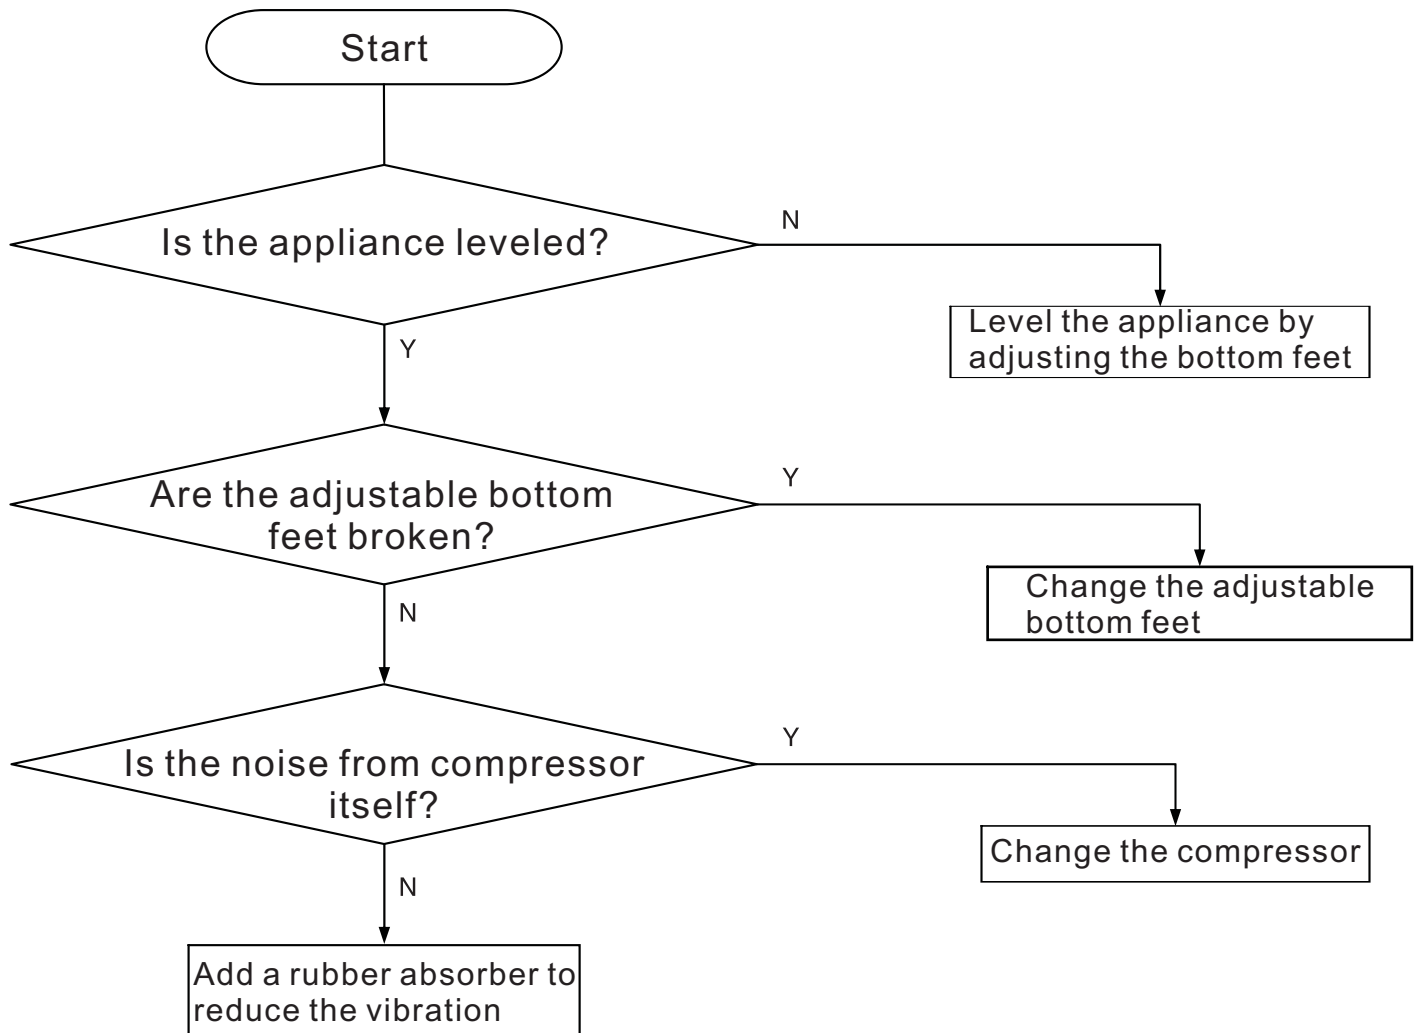 Start
Is the appliance leveled?
N
Level the appliance by
adjusting the bottom feet
Y
Are the adjustable bottom
feet broken?
Y
Change the adjustable
bottom feet
N
Is the noise from compressor
itself?
Y
Change the compressor
N
Add a rubber absorber to
reduce the vibration